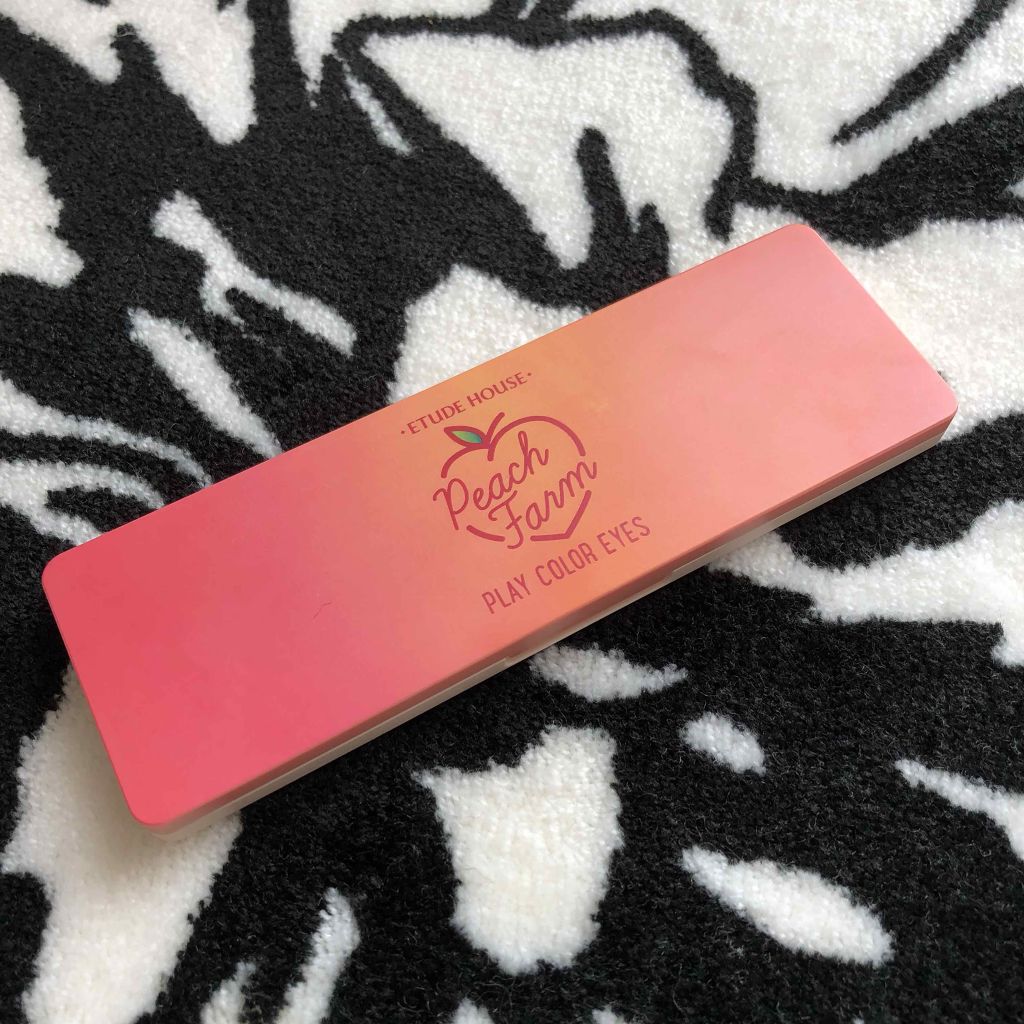 ·ETUDE HOUSE·
Peach
Farm
PLAY COLOR EYES